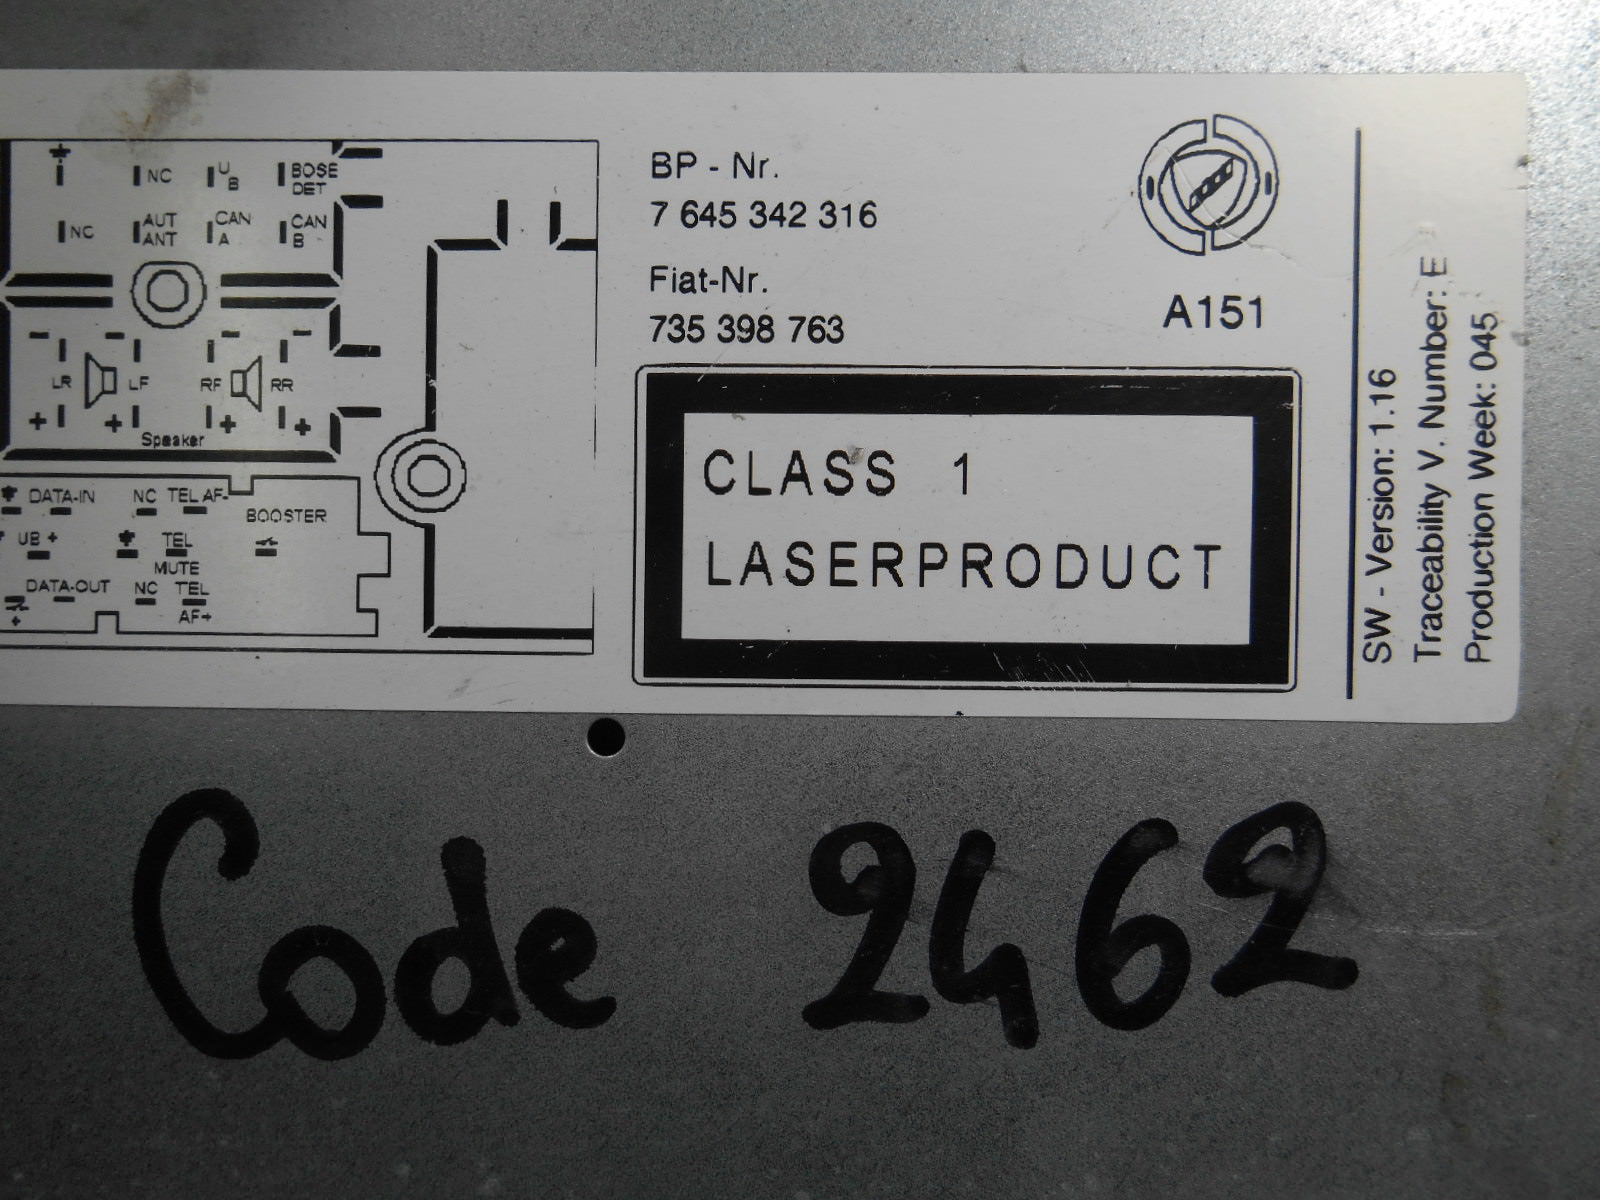 NC
U
B
BOSE
DET
NC
AUT
ANT
CAN
A
CAN
B
LR
LF
RF
RR
Speaker
DATA-IN
NC
TEL AF-
BOOSTER
UB +
TEL
MUTE
DATA-OUT
NC
TEL
AF+
BP - Nr.
7 645 342 316
Fiat-Nr.
735 398 763
A151
CLASS 1
LASERPRODUCT
SW - Version: 1.16
Traceability V. Number: E
Production Week: 045
Code 2462